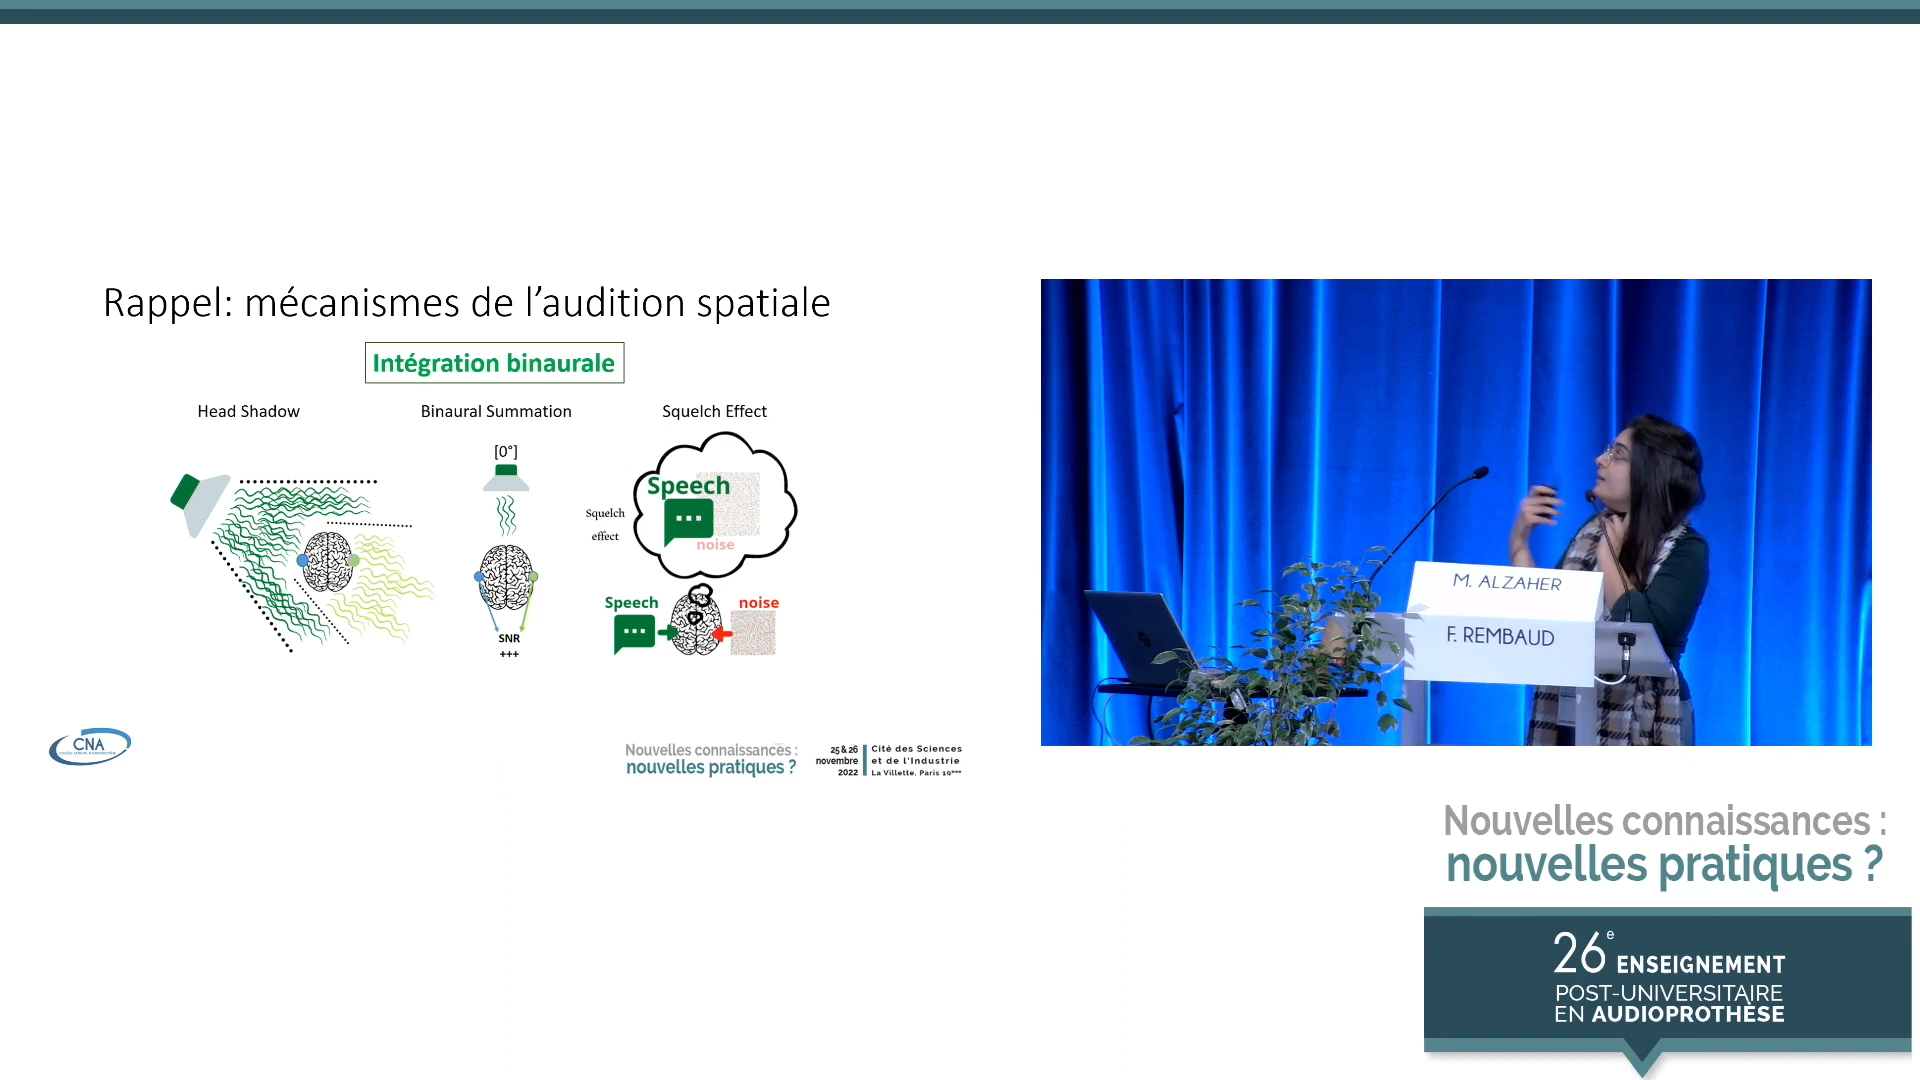 Rappel: mécanismes de l’audition spatiale
Intégration binaurale
Head Shadow
Binaural Summation
[0°]
SNR
+++
Squelch Effect
Speech
noise
Squelch
effect
Speech
noise
CNA
Nouvelles connaissances :
nouvelles pratiques ?
25 & 26
novembre
2022
Cité des Sciences
et de l'Industrie
La Villette, Paris 19ème
M. ALZAHER
F. REMBAUD
Nouvelles connaissances :
nouvelles pratiques ?
26e ENSEIGNEMENT
POST-UNIVERSITAIRE
EN AUDIOPROTHÈSE